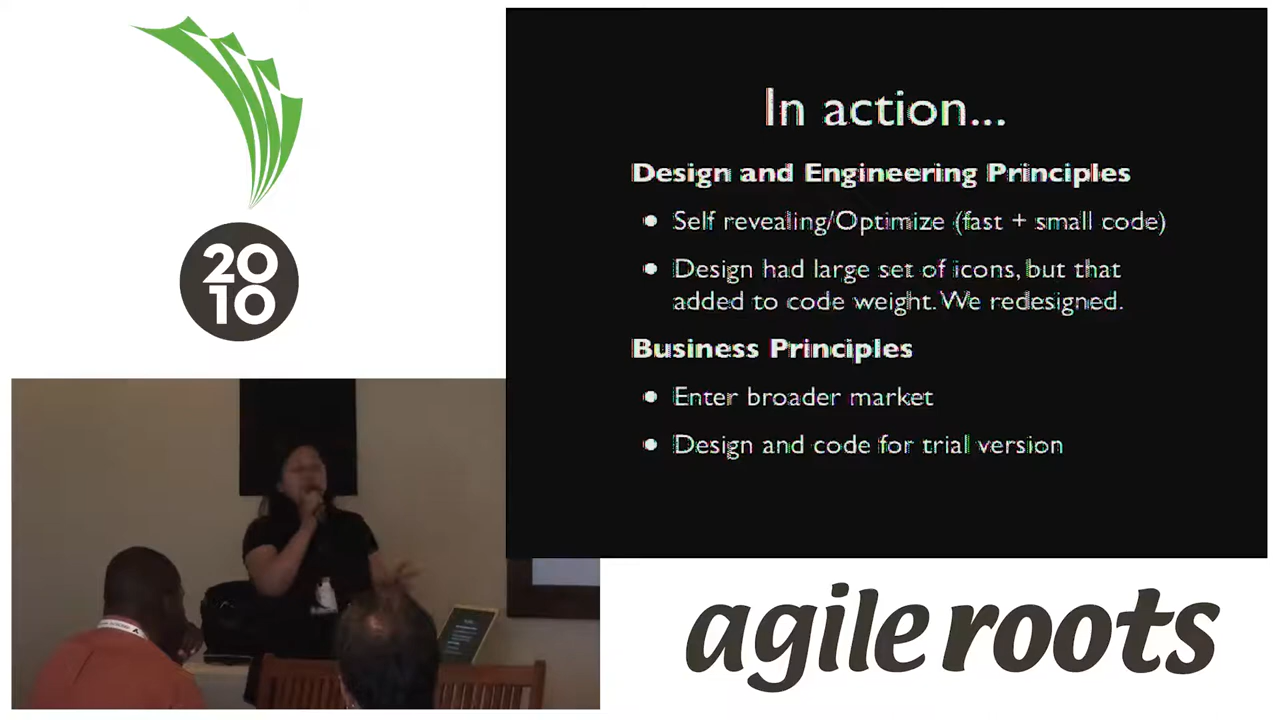 20
10
In action...
Design and Engineering Principles
Self revealing/Optimize (fast + small code)
Design had large set of icons, but that
added to code weight. We redesigned.
Business Principles
Enter broader market
Design and code for trial version
agile roots